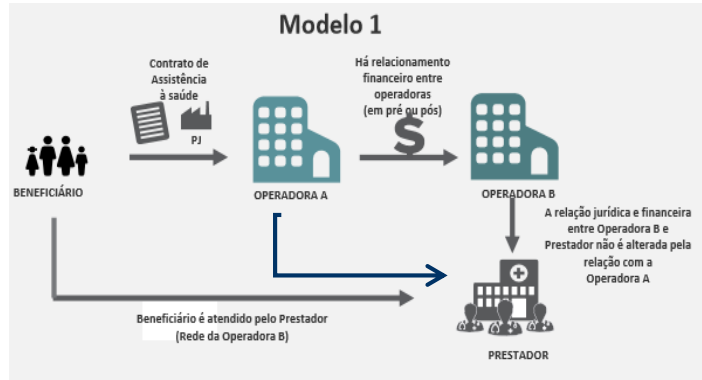 Modelo 1
Contrato de
Assistência
à saúde
PJ
Há relacionamento
financeiro entre
operadoras
(em pré ou pós)
$
BENEFICIÁRIO
OPERADORA A
OPERADORA B
A relação jurídica e financeira
entre Operadora B e
Prestador não é alterada pela
relação com a
Operadora A
Beneficiário é atendido pelo Prestador
(Rede da Operadora B)
PRESTADOR